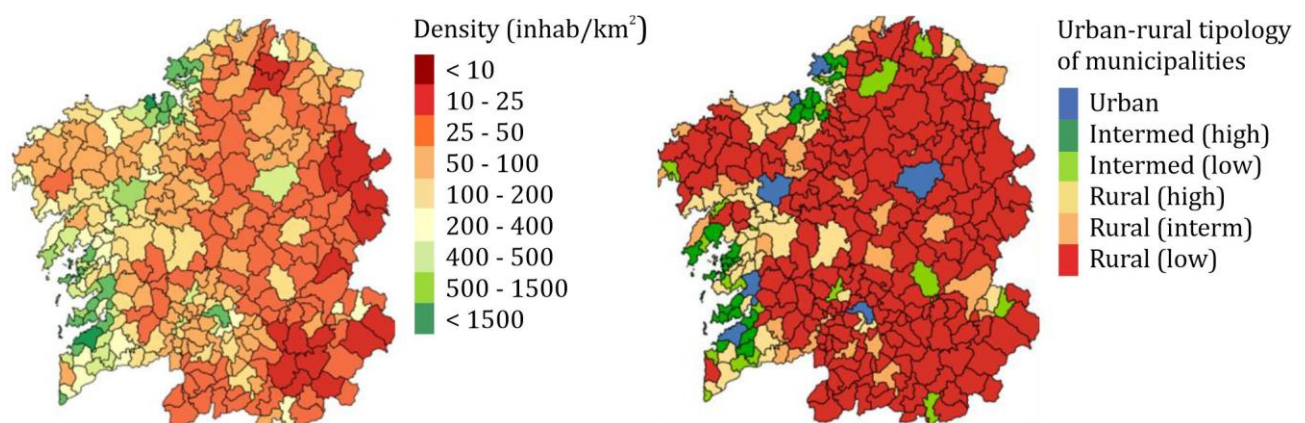 Density (inhab/km²)
< 10
10 - 25
25 - 50
50 - 100
100 - 200
200 - 400
400 - 500
500 - 1500
< 1500
Urban-rural tipology
of municipalities
Urban
Intermed (high)
Intermed (low)
Rural (high)
Rural (interm)
Rural (low)